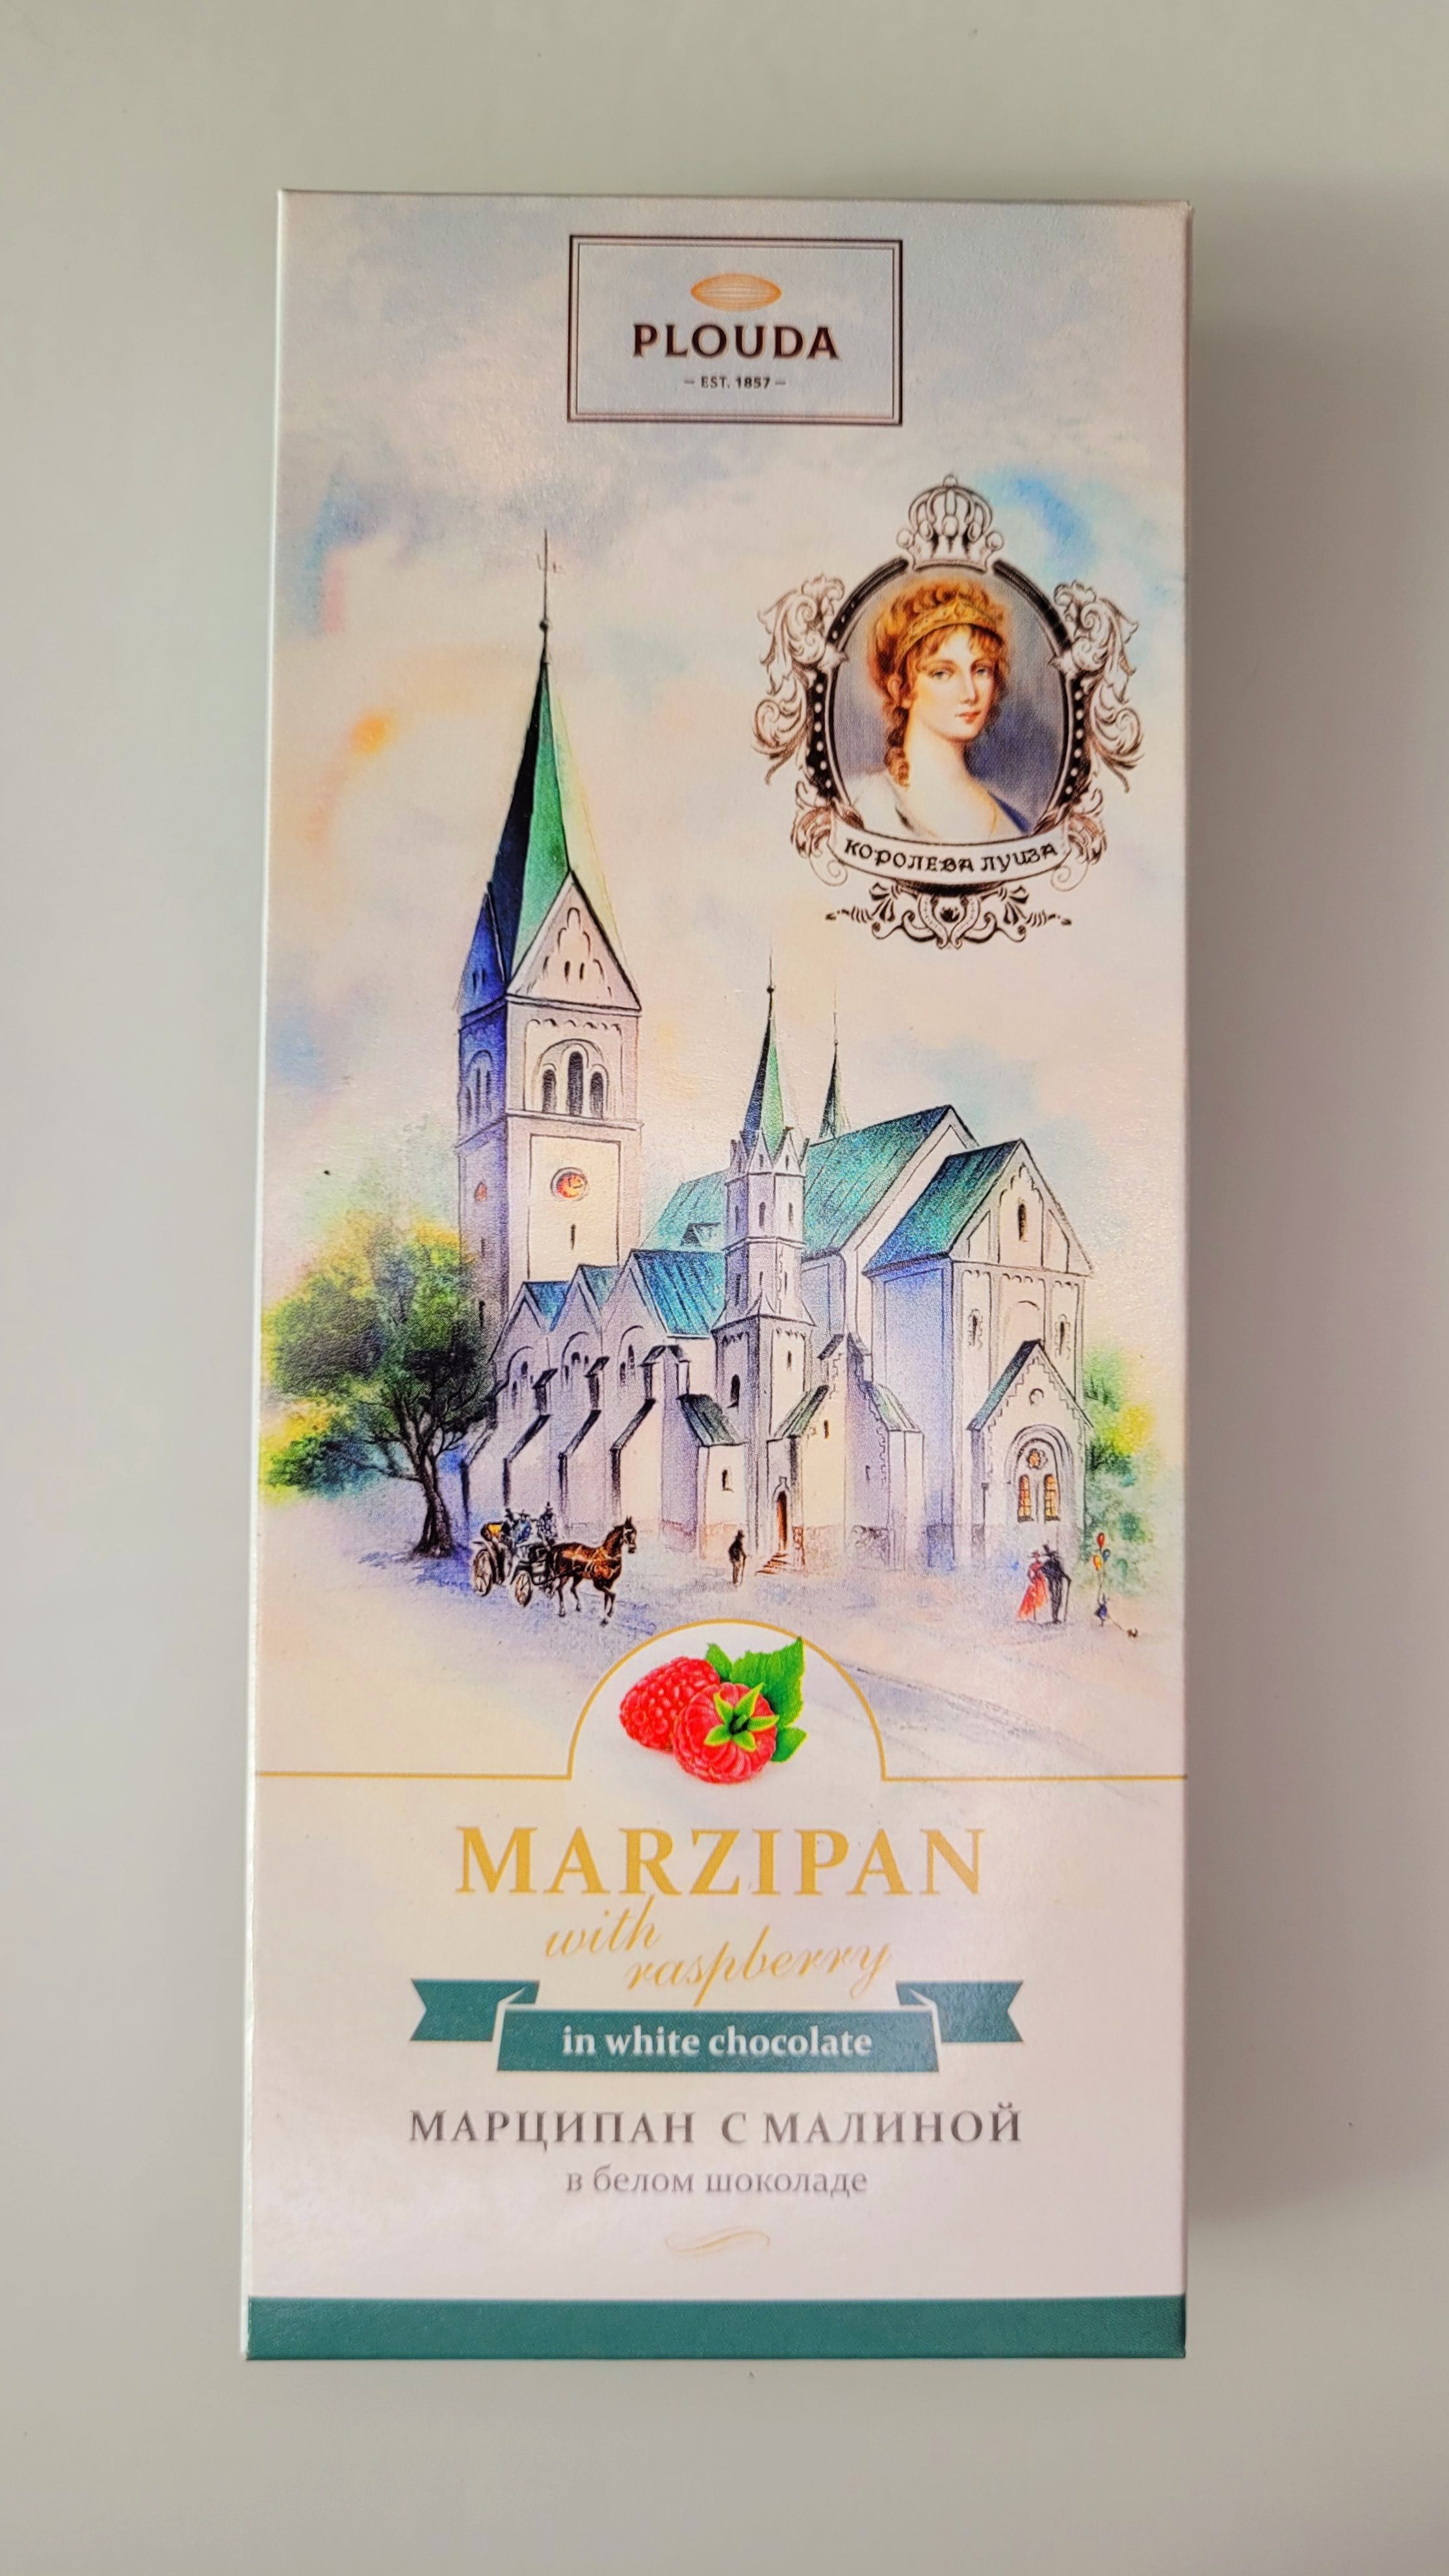 PLOUDA
– EST. 1857 –
КОРОЛЕВА ЛУИЗА
MARZIPAN
with
raspberry
in white chocolate
МАРЦИПАН С МАЛИНОЙ
в белом шоколаде